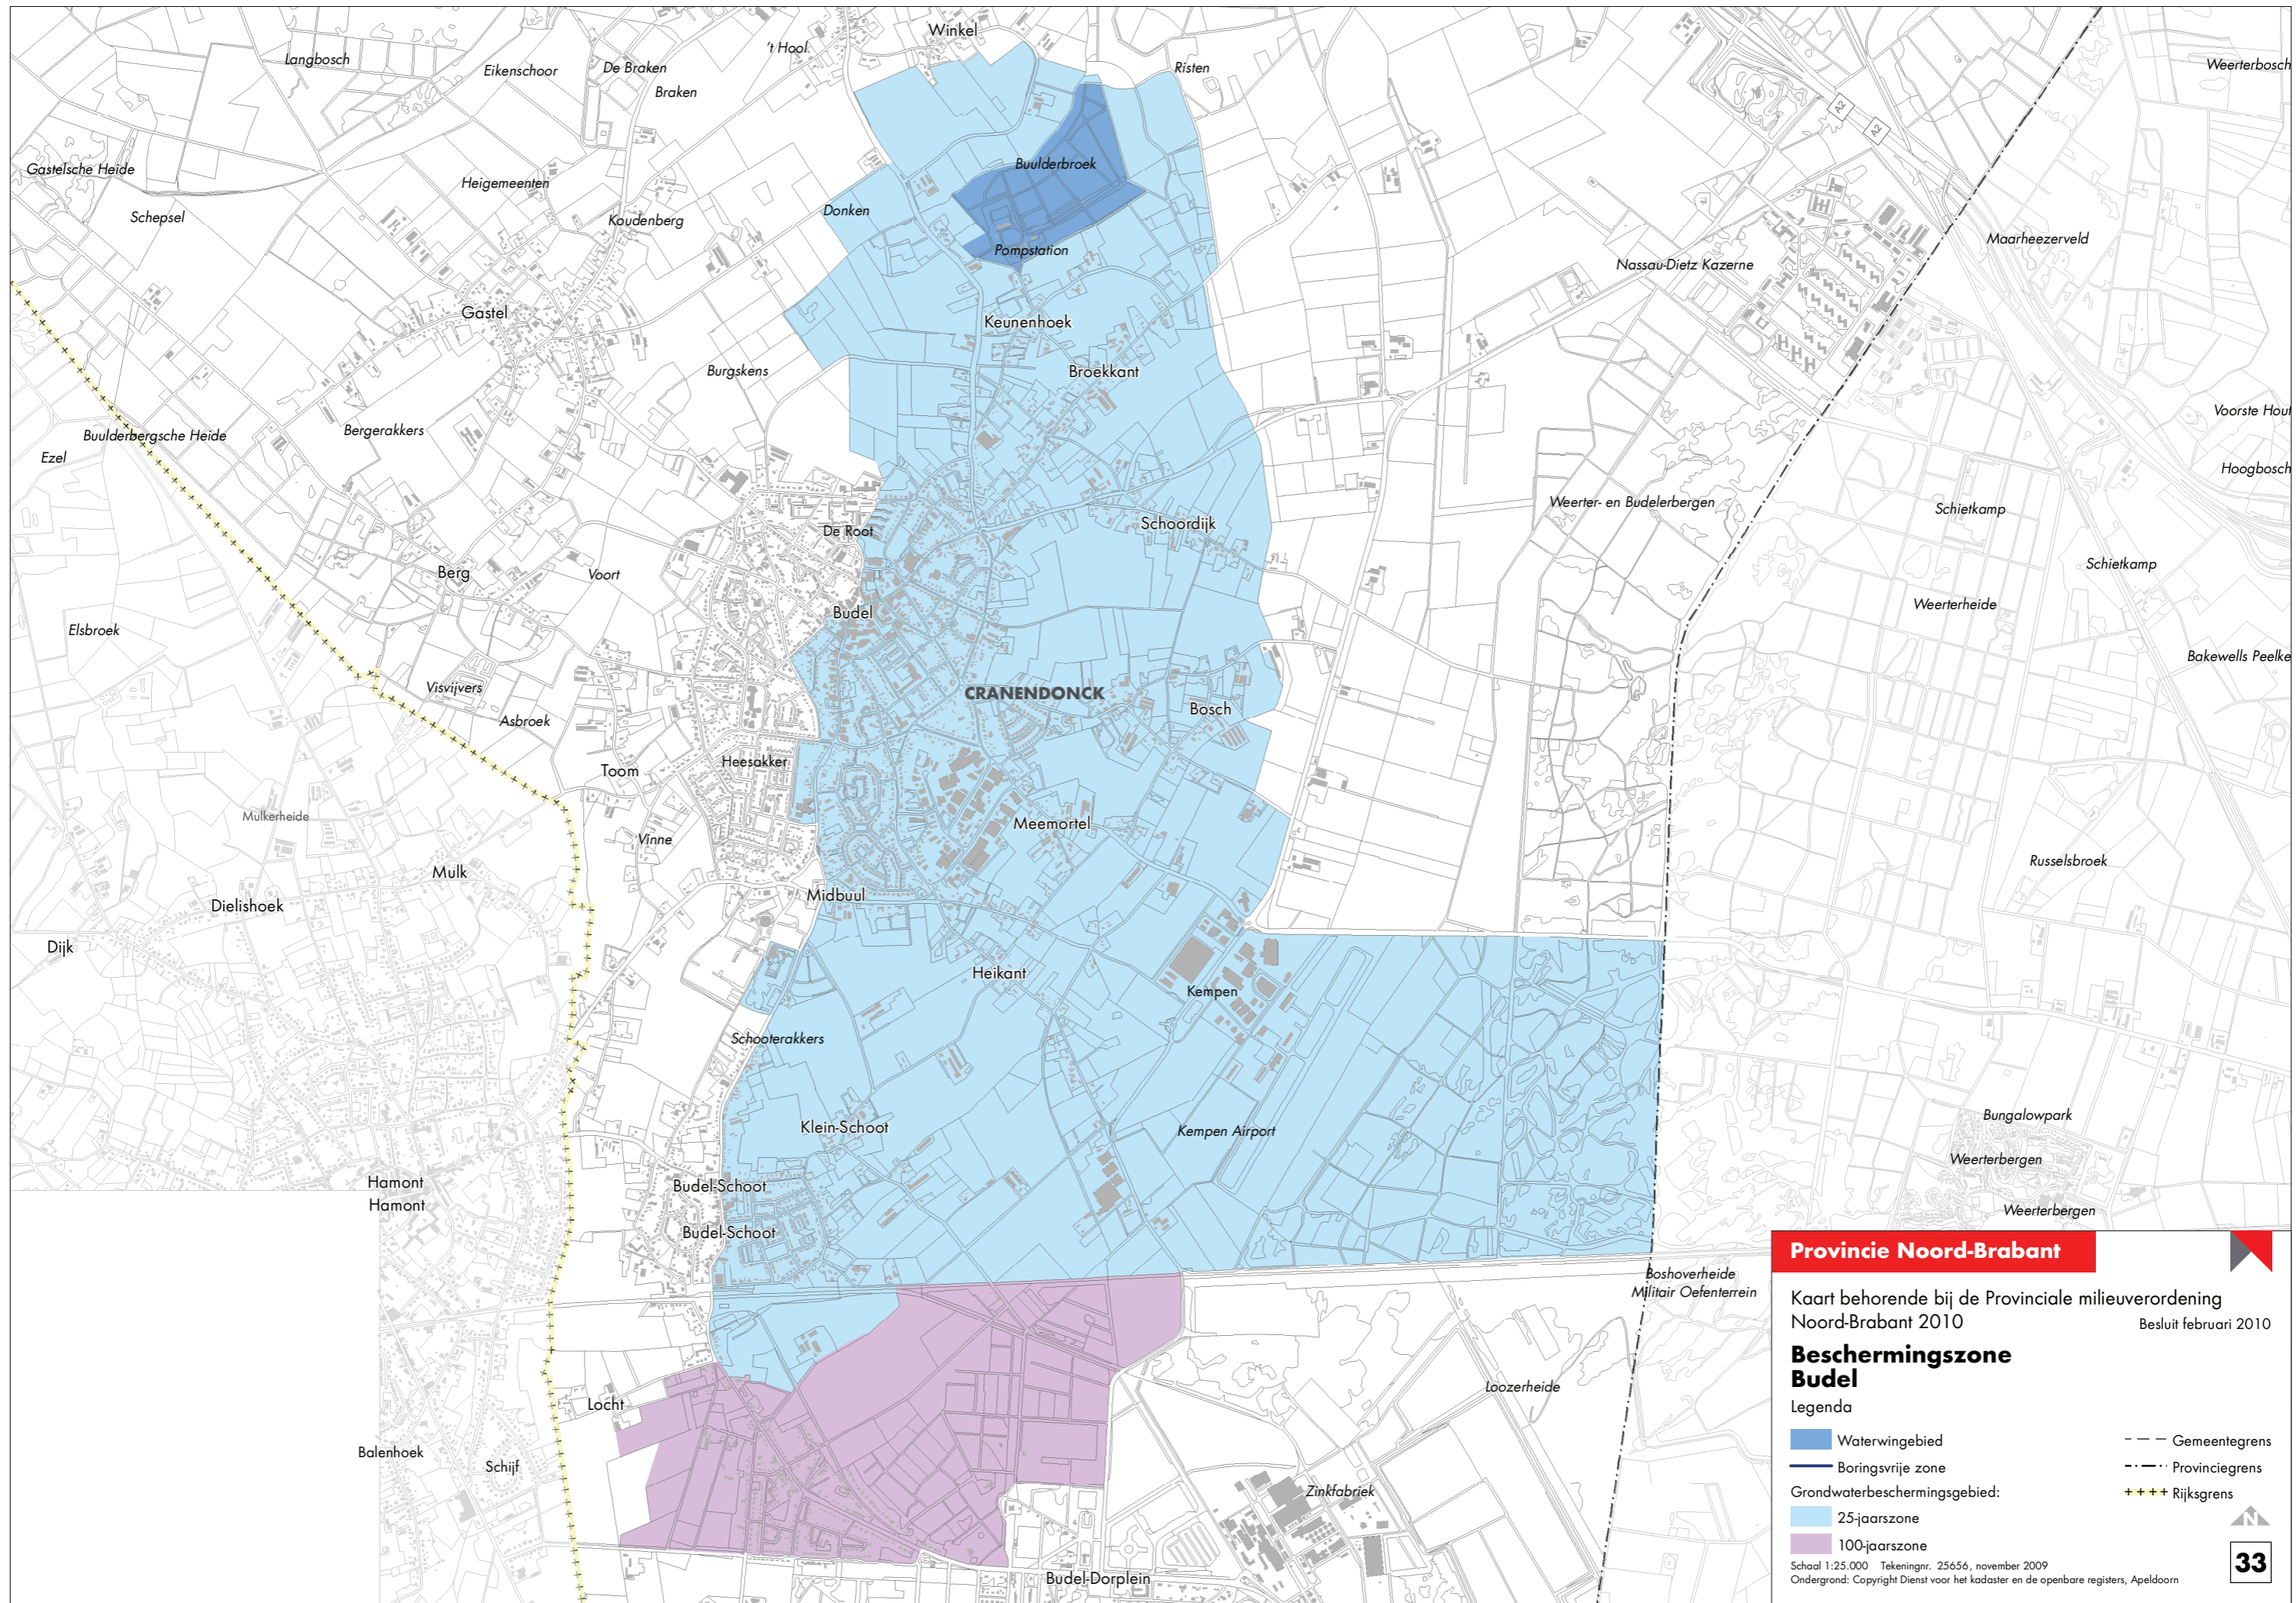 Winkel
't Hool
Langbosch
Eikenschoor
De Braken
Braken
Risten
Weerterbosch
A2
A2
Gastelsche Heide
Heigemeenten
Buulderbroek
Schepsel
Koudenberg
Donken
Pompstation
Maarheezerveld
Nassau-Dietz Kazerne
Gastel
Keunenhoek
Burgskens
Broekkant
Voorste Hout
Bergerakkers
Buulderbergsche Heide
Ezel
Hoogbosch
Weerter- en Budelerbergen
Schietkamp
De Root
Schoordijk
Schietkamp
Berg
Voort
Budel
Weerterheide
Elsbroek
Bakewells Peelke
Visvijvers
CRANENDONCK
Bosch
Asbroek
Toom
Heesakker
Mulkerheide
Meemortel
Vinne
Russelsbroek
Mulk
Midbuul
Dielishoek
Dijk
Heikant
Kempen
Schooterakkers
Bungalowpark
Klein-Schoot
Kempen Airport
Weerterbergen
Hamont
Budel-Schoot
Hamont
Weerterbergen
Budel-Schoot
Boshoverheide
Militair Oefenterrein
Loozerheide
Locht
Balenhoek
Schijf
Zinkfabriek
Budel-Dorplein
Provincie Noord-Brabant
Kaart behorende bij de Provinciale milieuverordening
Noord-Brabant 2010 Besluit februari 2010
Beschermingszone
Budel
Legenda
Waterwingebied
Gemeentegrens
Boringsvrije zone
Provinciegrens
Grondwaterbeschermingsgebied:
Rijksgrens
25-jaarszone
100-jaarszone
N
Schaal 1:25.000 Tekeningnr. 25656, november 2009
Ondergrond: Copyright Dienst voor het kadaster en de openbare registers, Apeldoorn
33